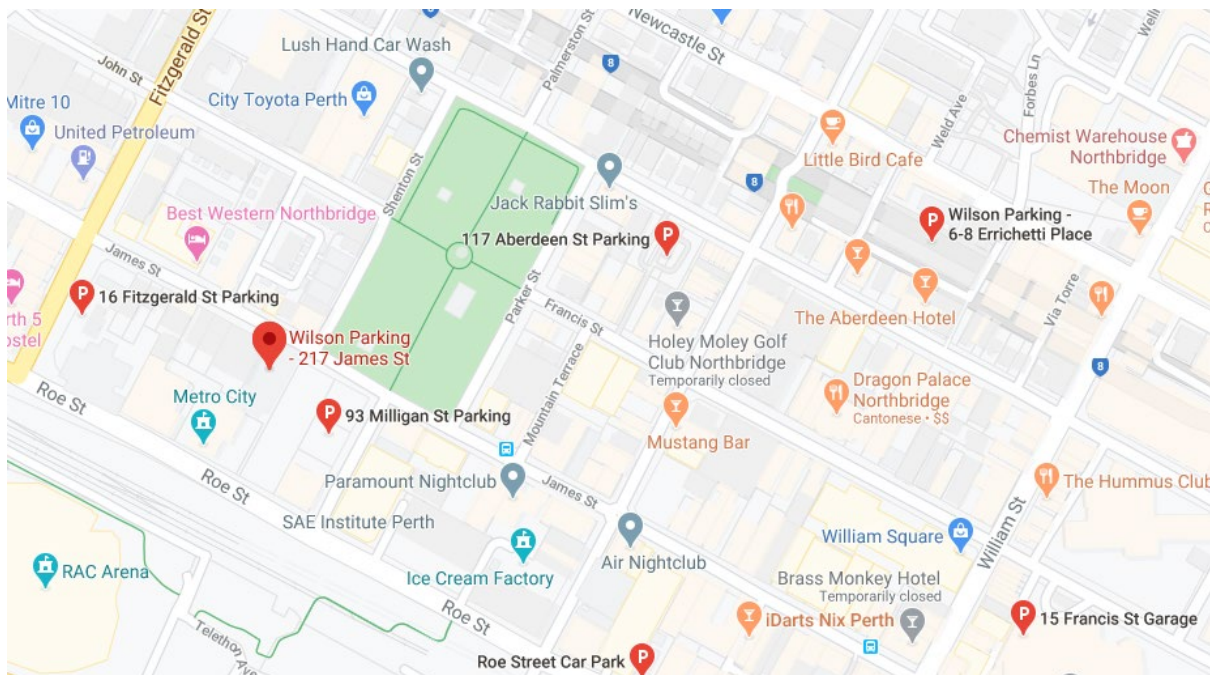 Fitzgerald St
Lush Hand Car Wash
Palmerston St
8
Newcastle St
8
John St
Mitre 10
City Toyota Perth
United Petroleum
Shenton St
Little Bird Cafe
Weld Ave
Forbes Ln
Chemist Warehouse
Northbridge
8
Jack Rabbit Slim's
The Moon
Best Western Northbridge
117 Aberdeen St Parking
Wilson Parking -
6-8 Errichetti Place
James St
16 Fitzgerald St Parking
Parker St
Francis St
Via Torre
The Aberdeen Hotel
Wilson Parking
- 217 James St
Holey Moley Golf
Club Northbridge
Temporarily closed
8
Roe St
Metro City
93 Milligan St Parking
Mountain Terrace
Dragon Palace
Northbridge
Cantonese • $$
Mustang Bar
Roe St
Paramount Nightclub
James St
The Hummus Club
SAE Institute Perth
William St
William Square
RAC Arena
Ice Cream Factory
Air Nightclub
Brass Monkey Hotel
Temporarily closed
Roe St
iDarts Nix Perth
15 Francis St Garage
Roe Street Car Park